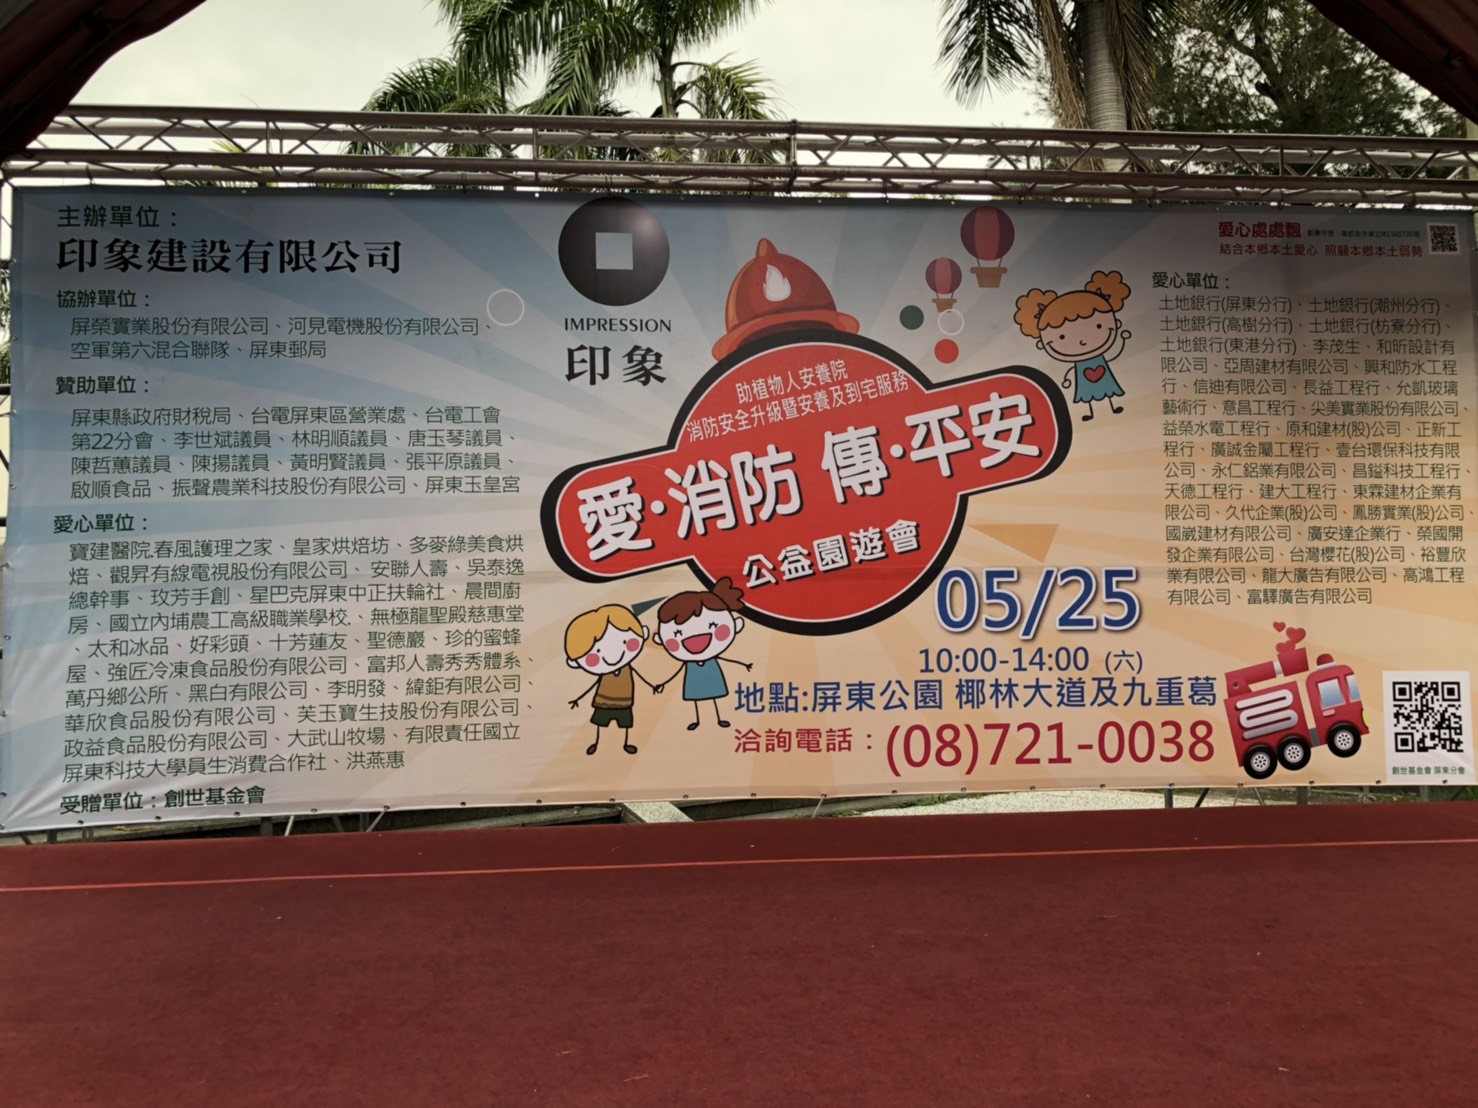 主辦單位：
印象建設有限公司
協辦單位：
屏榮實業股份有限公司、河見電機股份有限公司、
空軍第六混合聯隊、屏東郵局
贊助單位：
屏東縣政府財稅局、台電屏東區營業處、台電工會
第22分會、李世斌議員、林明順議員、唐玉琴議員、
陳哲蕙議員、陳揚議員、黃明賢議員、張平原議員、
啟順食品、振聲農業科技股份有限公司、屏東玉皇宮
愛心單位：
寶建醫院.春風護理之家、皇家烘焙坊、多麥綠美食烘
焙、觀昇有線電視股份有限公司、安聯人壽、吳泰逸
總幹事、玫芳手創、星巴克屏東中正扶輪社、晨間廚
房、國立內埔農工高級職業學校、無極龍聖殿慈惠堂
、太和冰品、好彩頭、十芳蓮友、聖德巖、珍的蜜蜂
屋、強匠冷凍食品股份有限公司、富邦人壽秀秀體系、
萬丹鄉公所、黑白有限公司、李明發、緯鉅有限公司、
華欣食品股份有限公司、芙玉寶生技股份有限公司、
政益食品股份有限公司、大武山牧場、有限責任國立
屏東科技大學員生消費合作社、洪燕惠
受贈單位：創世基金會
IMPRESSION
印象
助植物人安養院
消防安全升級暨安養及到宅服務
愛·消防 傳·平安
公益園遊會
05/25
10:00-14:00 (六)
地點:屏東公園 椰林大道及九重葛
洽詢電話：(08)721-0038
愛心處處飄
結合本鄉本土愛心 照顧本鄉本土弱勢
愛心單位：
土地銀行(屏東分行)、土地銀行(潮州分行)、
土地銀行(高樹分行)、土地銀行(枋寮分行)、
土地銀行(東港分行)、李茂生、和昕設計有
限公司、亞周建材有限公司、興和防水工程
行、信迪有限公司、長益工程行、允凱玻璃
藝術行、意昌工程行、尖美實業股份有限公司、
益榮水電工程行、原和建材(股)公司、正新工
程行、廣誠金屬工程行、壹台環保科技有限
公司、永仁鋁業有限公司、昌鎰科技工程行、
天德工程行、建大工程行、東霖建材企業有
限公司、久代企業(股)公司、鳳勝實業(股)公司、
國崴建材有限公司、廣安達企業行、榮國開
發企業有限公司、台灣櫻花(股)公司、裕豐欣
業有限公司、龍大廣告有限公司、高鴻工程
有限公司、富驛廣告有限公司
創世基金會 屏東分會